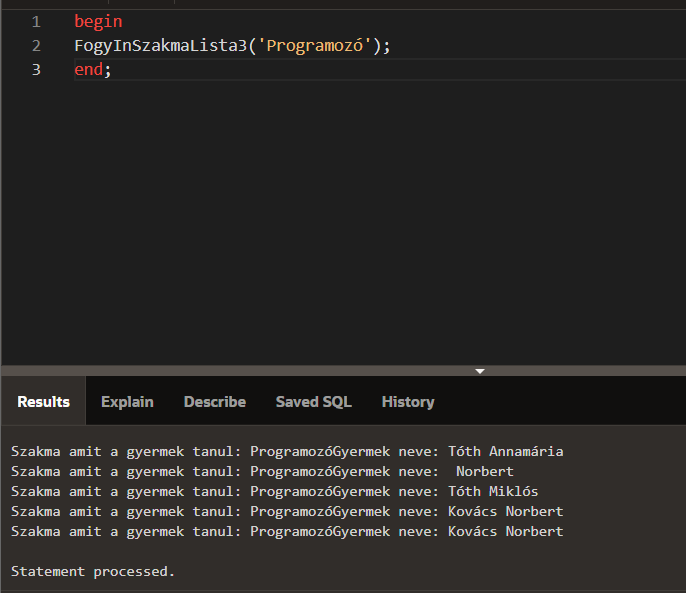 1 begin
2 FogyInSzakmaLista3('Programozó');
3 end;
Results Explain Describe Saved SQL History
Szakma amit a gyermek tanul: ProgramozóGyermek neve: Tóth Annamária
Szakma amit a gyermek tanul: ProgramozóGyermek neve:  Norbert
Szakma amit a gyermek tanul: ProgramozóGyermek neve: Tóth Miklós
Szakma amit a gyermek tanul: ProgramozóGyermek neve: Kovács Norbert
Szakma amit a gyermek tanul: ProgramozóGyermek neve: Kovács Norbert
Statement processed.